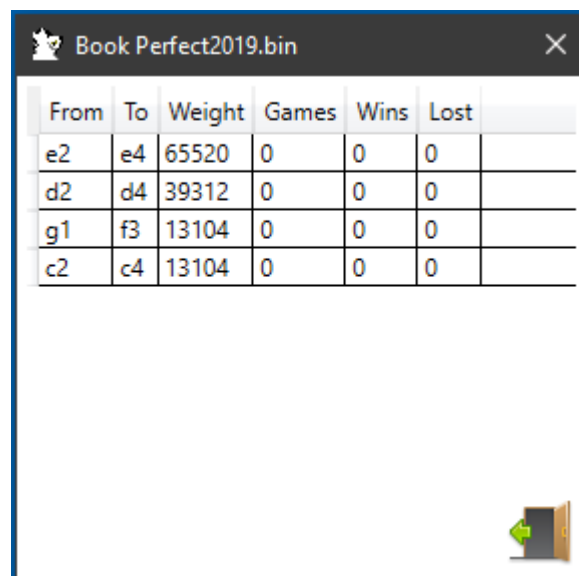 Book Perfect2019.bin
From To Weight Games Wins Lost
e2 e4 65520 0 0 0
d2 d4 39312 0 0 0
g1 f3 13104 0 0 0
c2 c4 13104 0 0 0